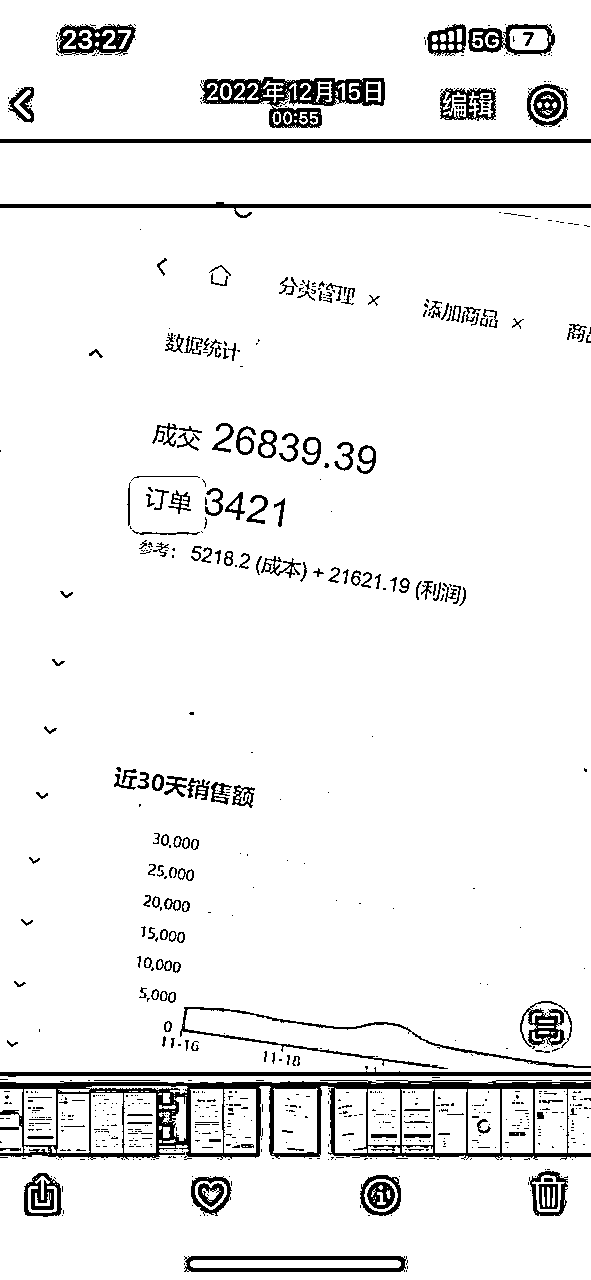 23:27
5G
7
2022年12月15日
00:55
编辑
分类管理 ×
添加商品 ×
商品
数据统计
成交 26839.39
订单 3421
参考： 5218.2 (成本) + 21621.19 (利润)
近30天销售额
30,000
25,000
20,000
15,000
10,000
5,000
0
11-16
11-18